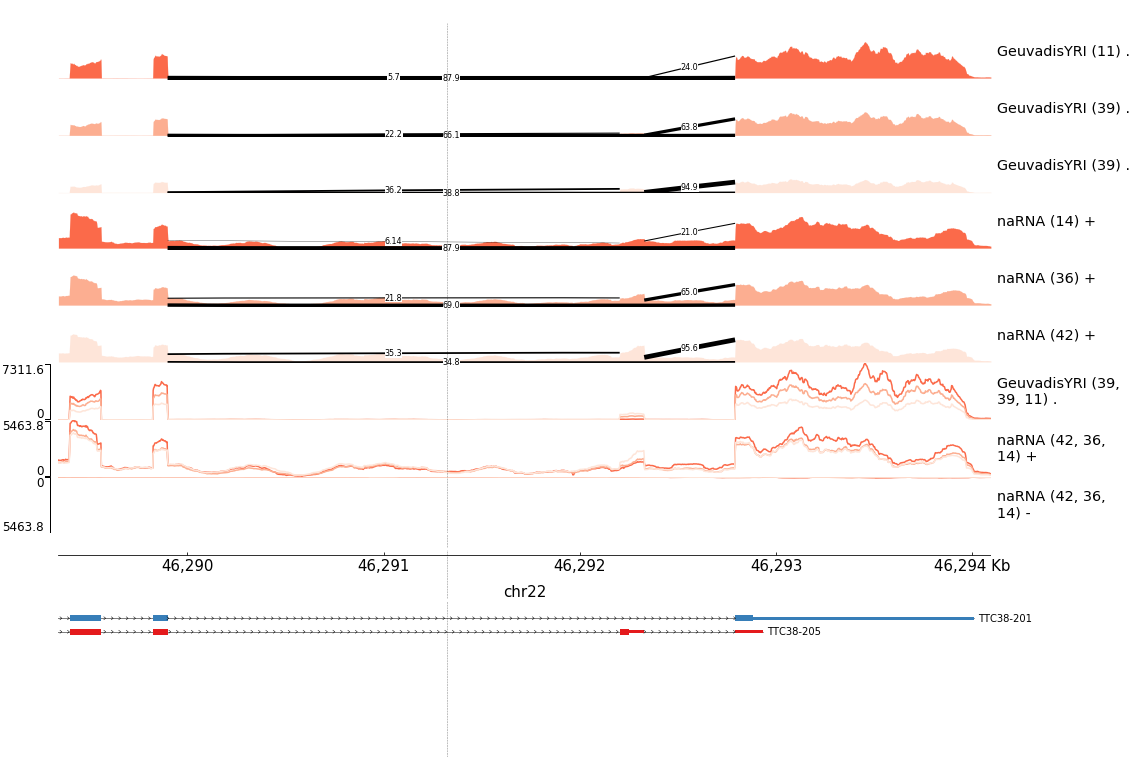 GeuvadisYRI (11) .
24.0
5.7
87.9
GeuvadisYRI (39) .
63.8
22.2
66.1
GeuvadisYRI (39) .
94.9
36.2
38.8
naRNA (14) +
21.0
6.14
87.9
naRNA (36) +
65.0
21.8
69.0
naRNA (42) +
95.6
35.3
34.8
7311.6
0
GeuvadisYRI (39,
39, 11) .
5463.8
0
naRNA (42, 36,
14) +
0
5463.8
naRNA (42, 36,
14) -
46,290 46,291 46,292 46,293 46,294 Kb
chr22
TTC38-201
TTC38-205